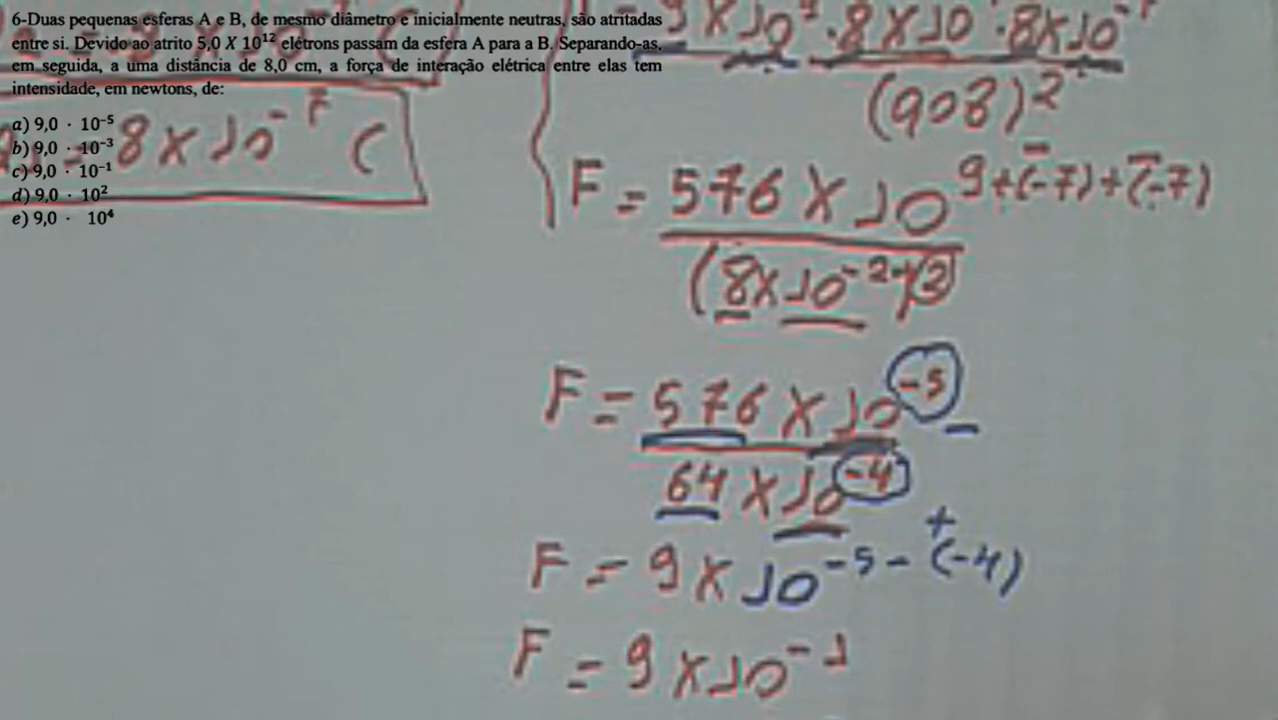 6-Duas pequenas esferas A e B, de mesmo diâmetro e inicialmente neutras, são atritadas
entre si. Devido ao atrito 5,0 X 10¹² elétrons passam da esfera A para a B. Separando-as,
em seguida, a uma distância de 8,0 cm, a força de interação elétrica entre elas tem
intensidade, em newtons, de:
a) 9,0 · 10⁻⁵
b) 9,0 · 10⁻³
c) 9,0 · 10⁻¹
d) 9,0 · 10²
e) 9,0 · 10⁴
8 X 10⁻⁷ C
X 10⁹ . 8 X 10 . 8 X 10⁻⁷
(0,08)²
F = 576 X 10⁹⁺⁽⁻⁷⁾⁺⁽⁻⁷⁾
(8 X 10⁻²)²
F = 576 X 10⁻⁵
64 X 10⁻⁴
F = 9 X 10⁻⁵⁻⁽⁻⁴⁾
+
F = 9 X 10⁻¹